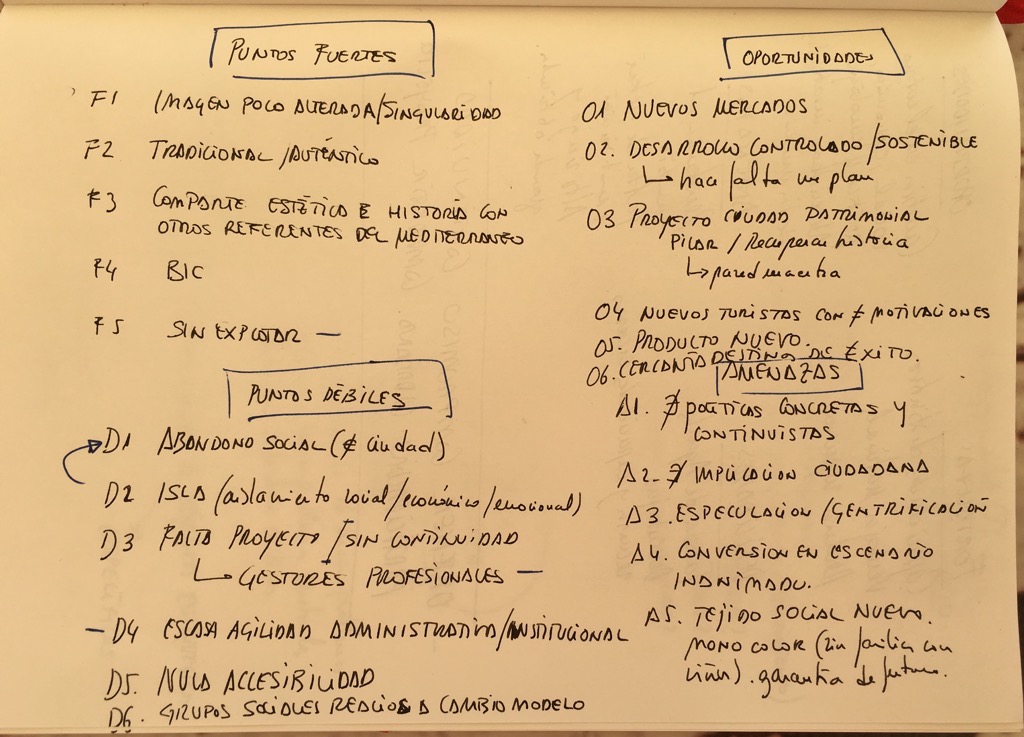 PUNTOS FUERTES
F1 IMAGEN POCO ALTERADA/SINGULARIDAD
F2 TRADICIONAL /AUTÉNTICO
F3 COMPARTE ESTÉTICA E HISTORIA CON
OTROS REFERENTES DEL MEDITERRANEO
F4 BIC
F5 SIN EXPLOTAR —
PUNTOS DÉBILES
D1 ABANDONO SOCIAL (∉ ciudad)
D2 ISLA (aislamiento social/económico/emocional)
D3 FALTA PROYECTO /SIN CONTINUIDAD
↳ GESTORES PROFESIONALES —
— D4 ESCASA AGILIDAD ADMINISTRATIVA/INSTITUCIONAL
D5. NULA ACCESIBILIDAD
D6. GRUPOS SOCIALES REACIOS A CAMBIO MODELO
OPORTUNIDADES
O1 NUEVOS MERCADOS
O2. DESARROLLO CONTROLADO/SOSTENIBLE
↳ hace falta un plan
O3 PROYECTO CIUDAD PATRIMONIAL
PILAR / Recuperar historia
↳ pared maestra
O4 NUEVOS TURISTAS CON ≠ MOTIVACIONES
O5. PRODUCTO NUEVO.
O6. CERCANÍA DESTINO DE ÉXITO.
AMENAZAS
A1. ∄ POLÍTICAS CONCRETAS Y
CONTINUISTAS
A2- ∄ IMPLICACIÓN CIUDADANA
A3. ESPECULACIÓN /GENTRIFICACIÓN
A4. CONVERSIÓN EN ESCENARIO
INANIMADO.
A5. TEJIDO SOCIAL NUEVO.
MONO COLOR (sin familia con
niños). garantía de futuro.